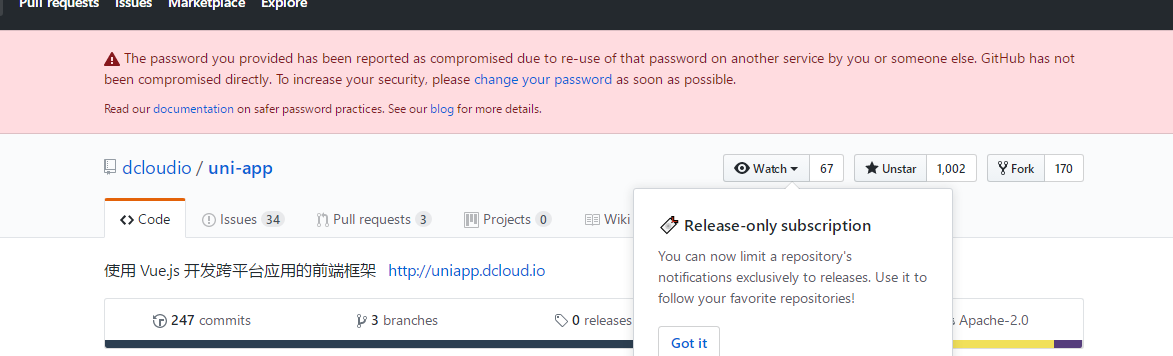 Pull requests Issues Marketplace Explore
The password you provided has been reported as compromised due to re-use of that password on another service by you or someone else. GitHub has not
been compromised directly. To increase your security, please change your password as soon as possible.
Read our documentation on safer password practices. See our blog for more details.
dcloudio / uni-app
Watch 67 Unstar 1,002 Fork 170
Code Issues 34 Pull requests 3 Projects 0 Wiki
Release-only subscription
You can now limit a repository's
notifications exclusively to releases. Use it to
follow your favorite repositories!
Got it
使用 Vue.js 开发跨平台应用的前端框架 http://uniapp.dcloud.io
247 commits 3 branches 0 releases Apache-2.0